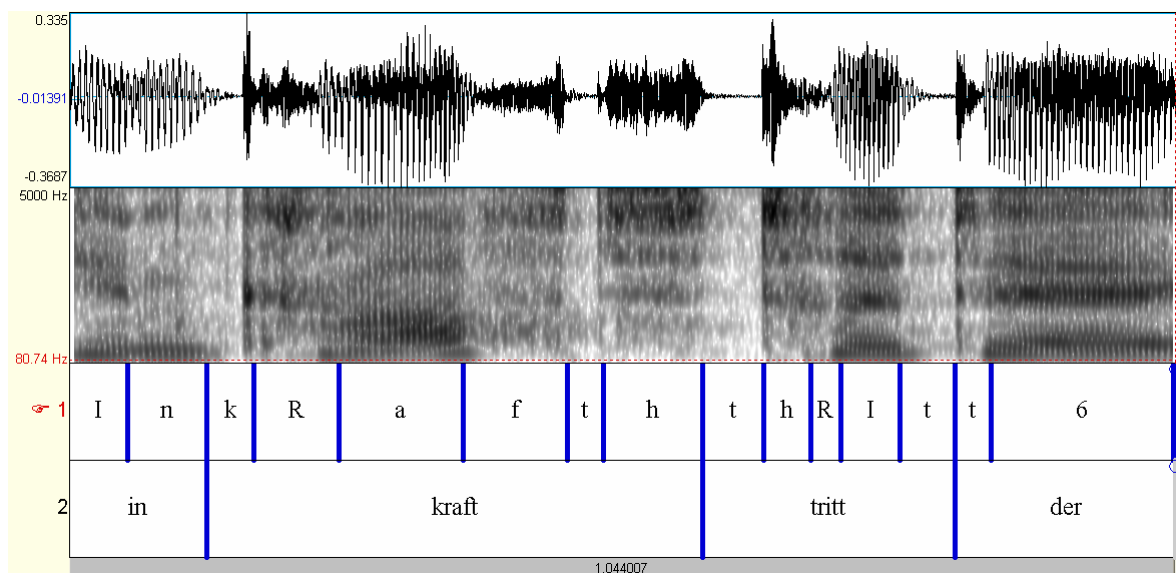 0.335
-0.01391
-0.3687
5000 Hz
80.74 Hz
1 I n k R a f t h t h R I t t 6
2 in kraft tritt der
1.044007